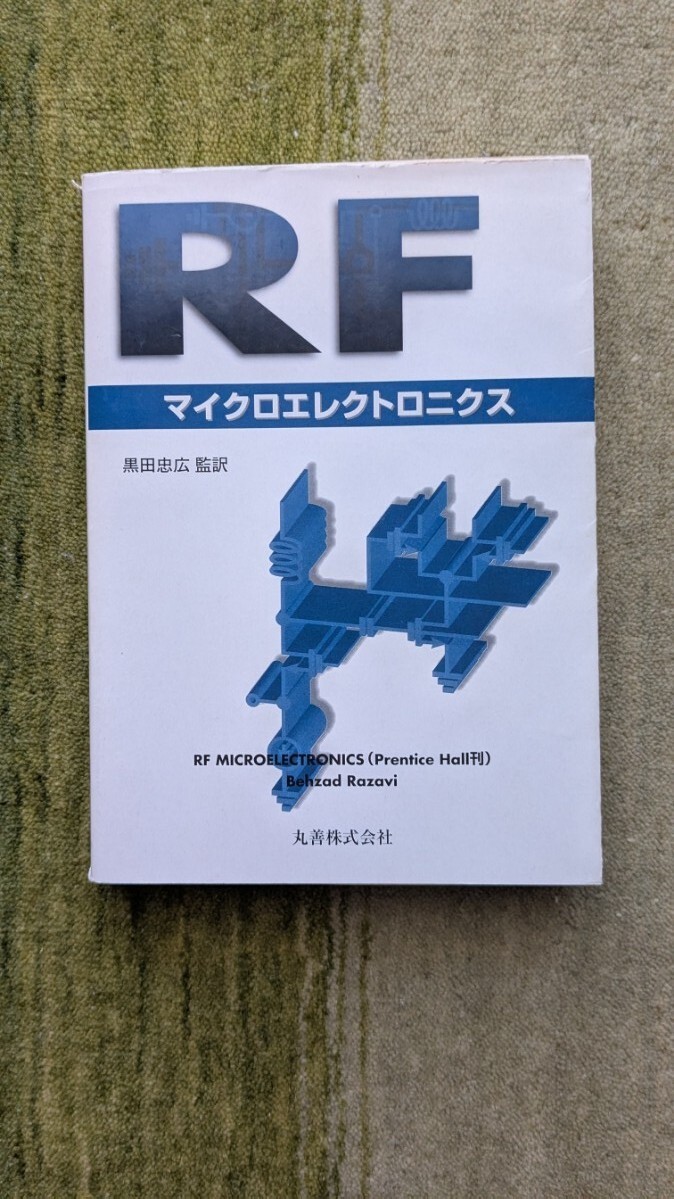 RF
マイクロエレクトロニクス
黒田忠広 監訳
RF MICROELECTRONICS(Prentice Hall刊)
Behzad Razavi
丸善株式会社